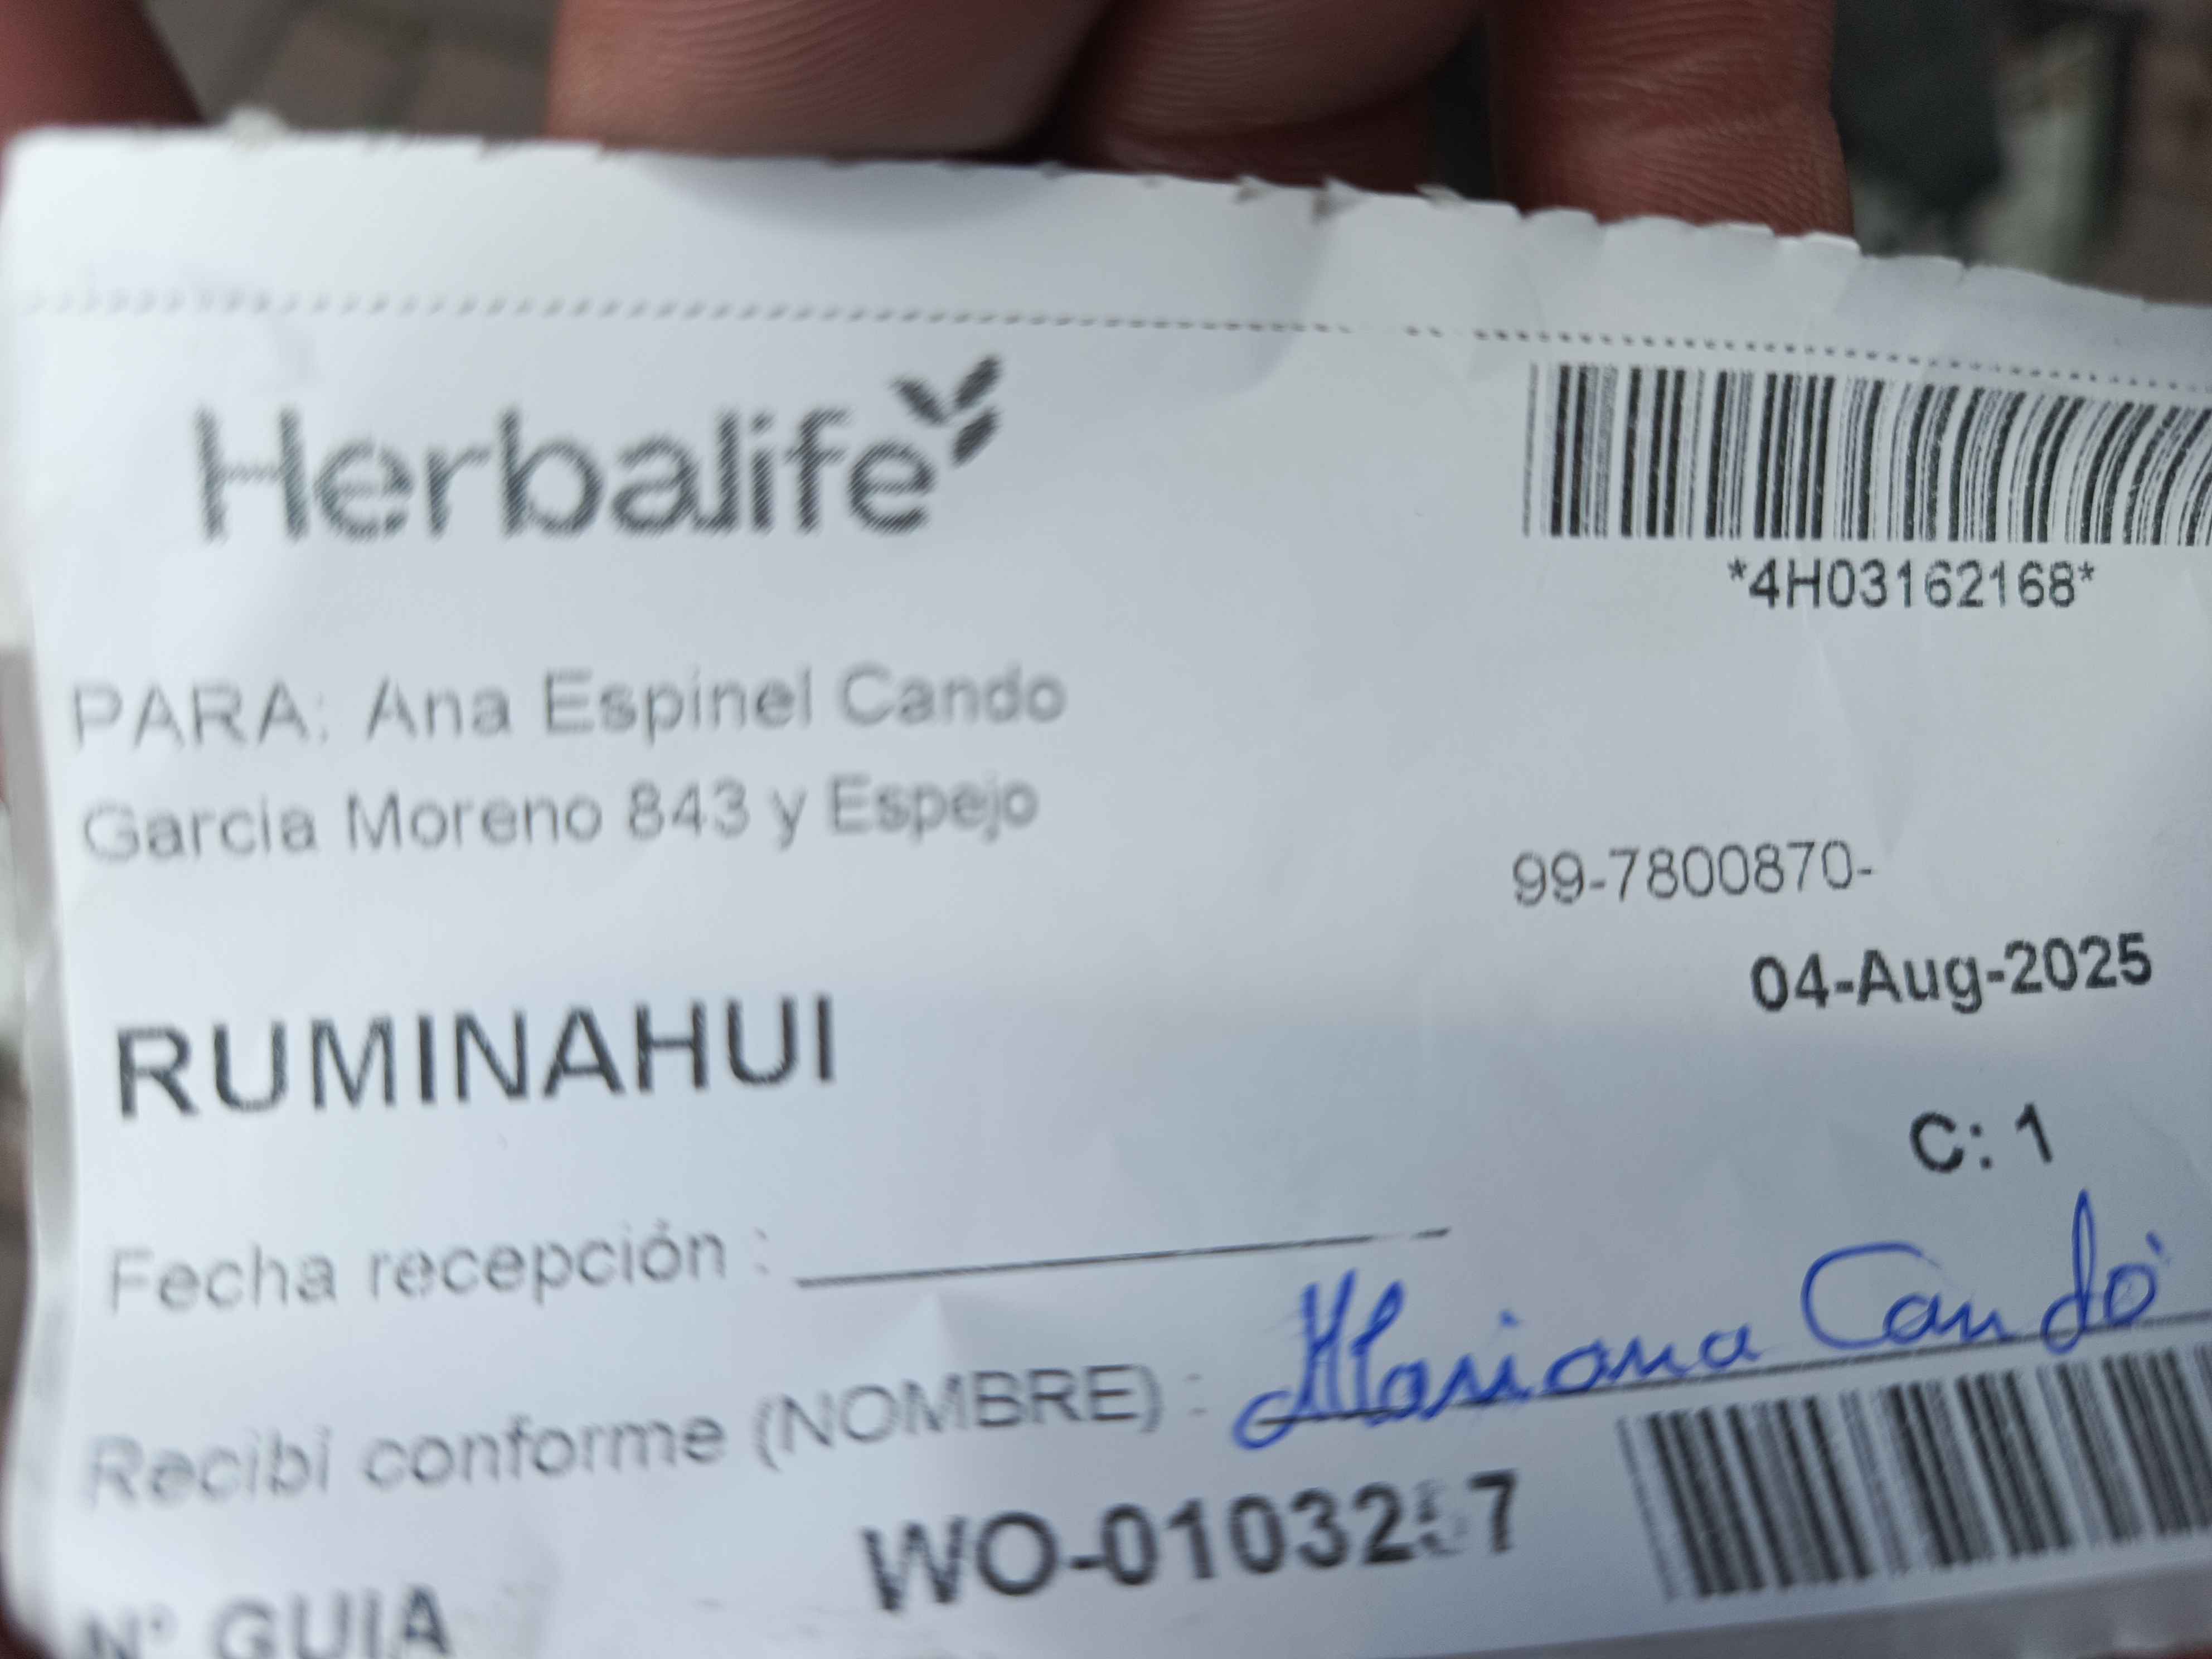 Herbalife
*4H03162168*
PARA: Ana Espinel Cando
Garcia Moreno 843 y Espejo
99-7800870-
04-Aug-2025
RUMINAHUI
C: 1
Fecha recepción :
Recibi conforme (NOMBRE) : Mariana Cando
N° GUIA